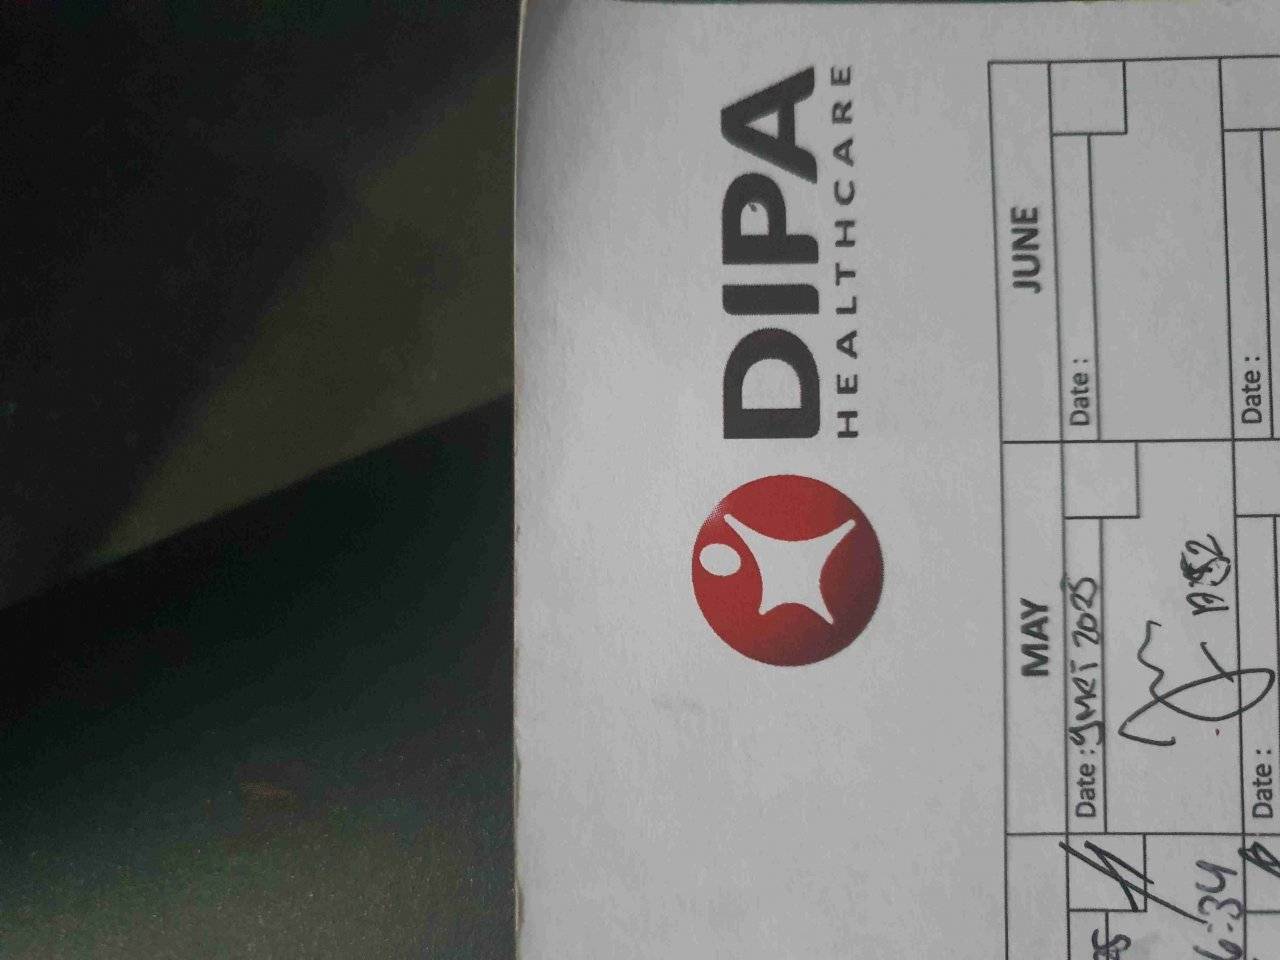 DIPA
HEALTHCARE
MAY
JUNE
Date : 9 MEI 2025
Date :
Date :
Date :